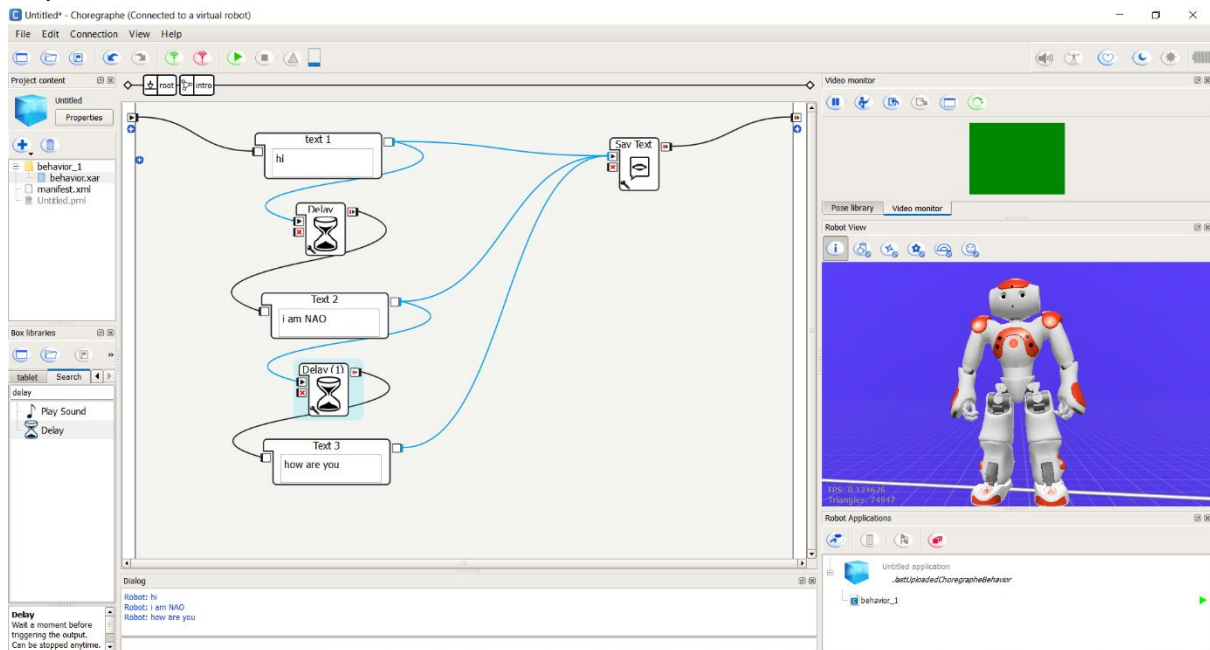 Untitled* - Choregraphe (Connected to a virtual robot)
File Edit Connection View Help
Project content
Untitled
Properties
behavior_1
behavior.xar
manifest.xml
Untitled.pml
Box libraries
»
tablet Search
delay
Play Sound
Delay
Delay
Wait a moment before
triggering the output.
Can be stopped anytime.
root intro
text 1
hi
Delay
Text 2
i am NAO
Delay (1)
Text 3
how are you
Say Text
Dialog
Robot: hi
Robot: i am NAO
Robot: how are you
Video monitor
Pose library Video monitor
Robot View
FPS: 0.124626
Triangles: 74947
Robot Applications
Untitled application
.lastUploadedChoregrapheBehavior
behavior_1